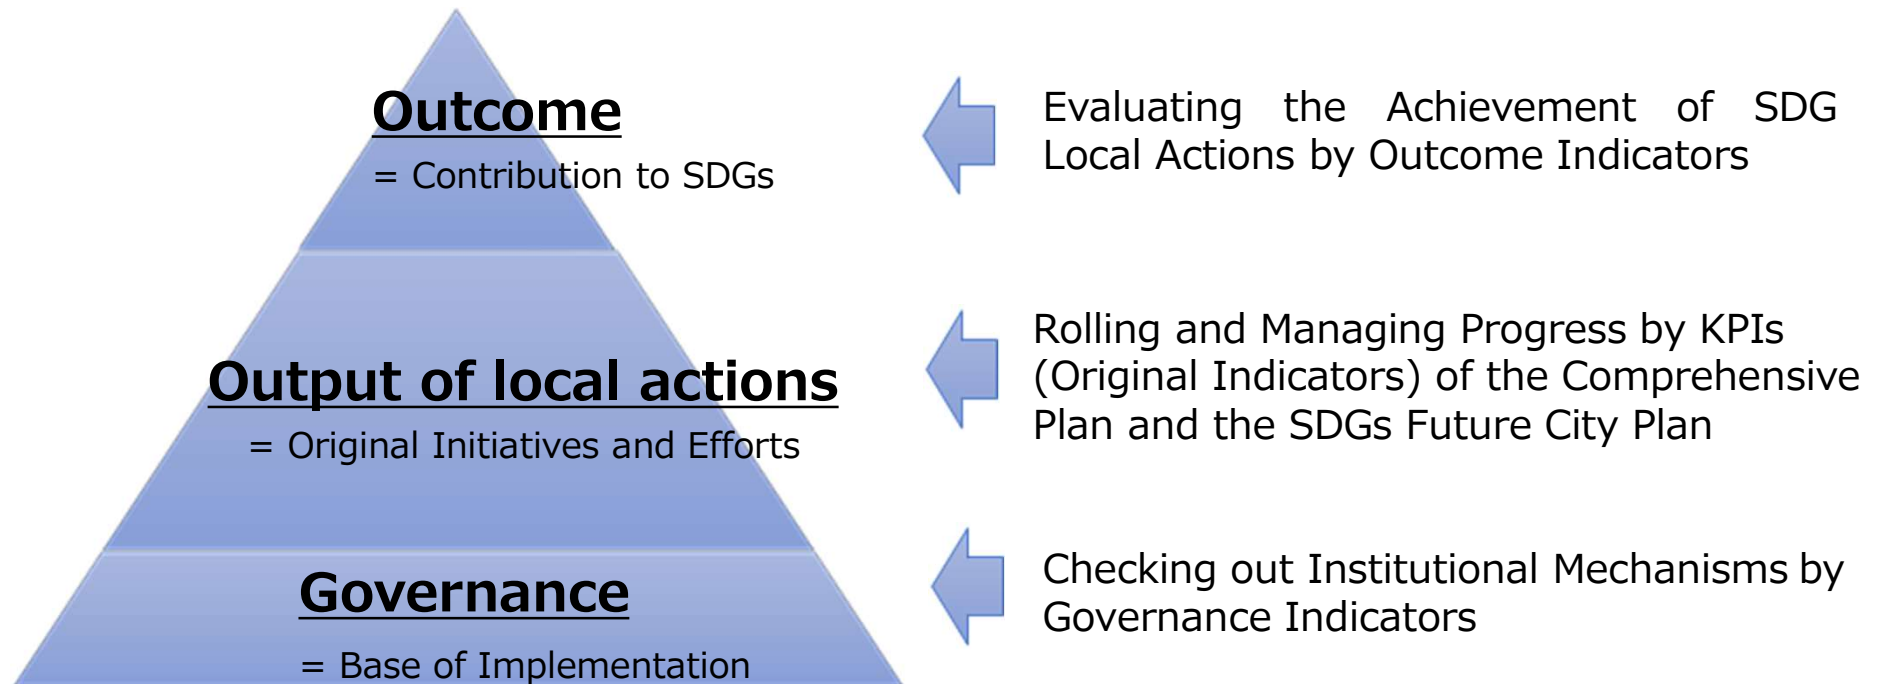 Outcome
= Contribution to SDGs
Evaluating the Achievement of SDG
Local Actions by Outcome Indicators
Output of local actions
= Original Initiatives and Efforts
Rolling and Managing Progress by KPIs
(Original Indicators) of the Comprehensive
Plan and the SDGs Future City Plan
Governance
= Base of Implementation
Checking out Institutional Mechanisms by
Governance Indicators